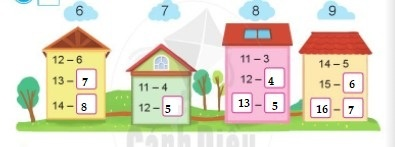 6 7 8 9
12 – 6
13 – 7
14 – 8
11 – 4
12 – 5
11 – 3
12 – 4
13 – 5
14 – 5
15 – 6
16 – 7
Cánh Diều